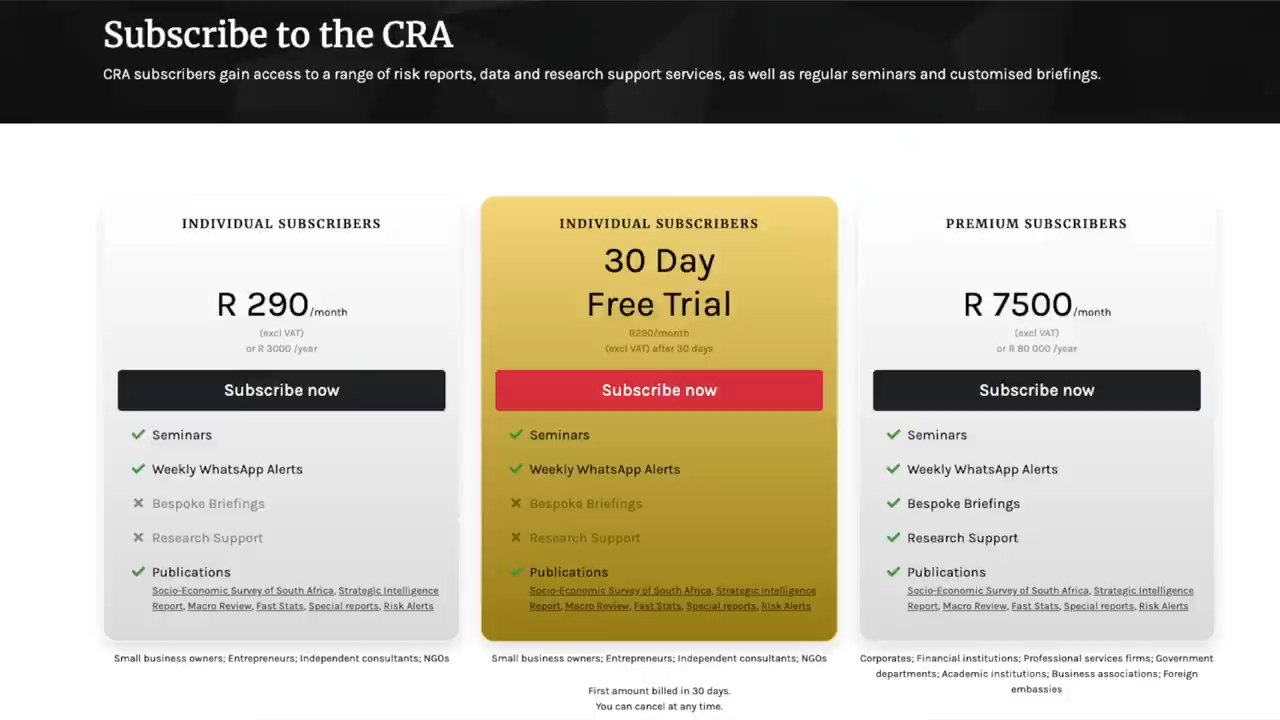 Subscribe to the CRA
CRA subscribers gain access to a range of risk reports, data and research support services, as well as regular seminars and customised briefings.
INDIVIDUAL SUBSCRIBERS
R 290/month
(excl VAT)
or R 3000 /year
Subscribe now
Seminars
Weekly WhatsApp Alerts
Bespoke Briefings
Research Support
Publications
Socio-Economic Survey of South Africa, Strategic Intelligence
Report, Macro Review, Fast Stats, Special reports, Risk Alerts
Small business owners; Entrepreneurs; Independent consultants; NGOs
INDIVIDUAL SUBSCRIBERS
30 Day
Free Trial
R290/month
(excl VAT) after 30 days
Subscribe now
Seminars
Weekly WhatsApp Alerts
Bespoke Briefings
Research Support
Publications
Socio-Economic Survey of South Africa, Strategic Intelligence
Report, Macro Review, Fast Stats, Special reports, Risk Alerts
Small business owners; Entrepreneurs; Independent consultants; NGOs
First amount billed in 30 days.
You can cancel at any time.
PREMIUM SUBSCRIBERS
R 7500/month
(excl VAT)
or R 80 000 /year
Subscribe now
Seminars
Weekly WhatsApp Alerts
Bespoke Briefings
Research Support
Publications
Socio-Economic Survey of South Africa, Strategic Intelligence
Report, Macro Review, Fast Stats, Special reports, Risk Alerts
Corporates; Financial institutions; Professional services firms; Government
departments; Academic institutions; Business associations; Foreign
embassies